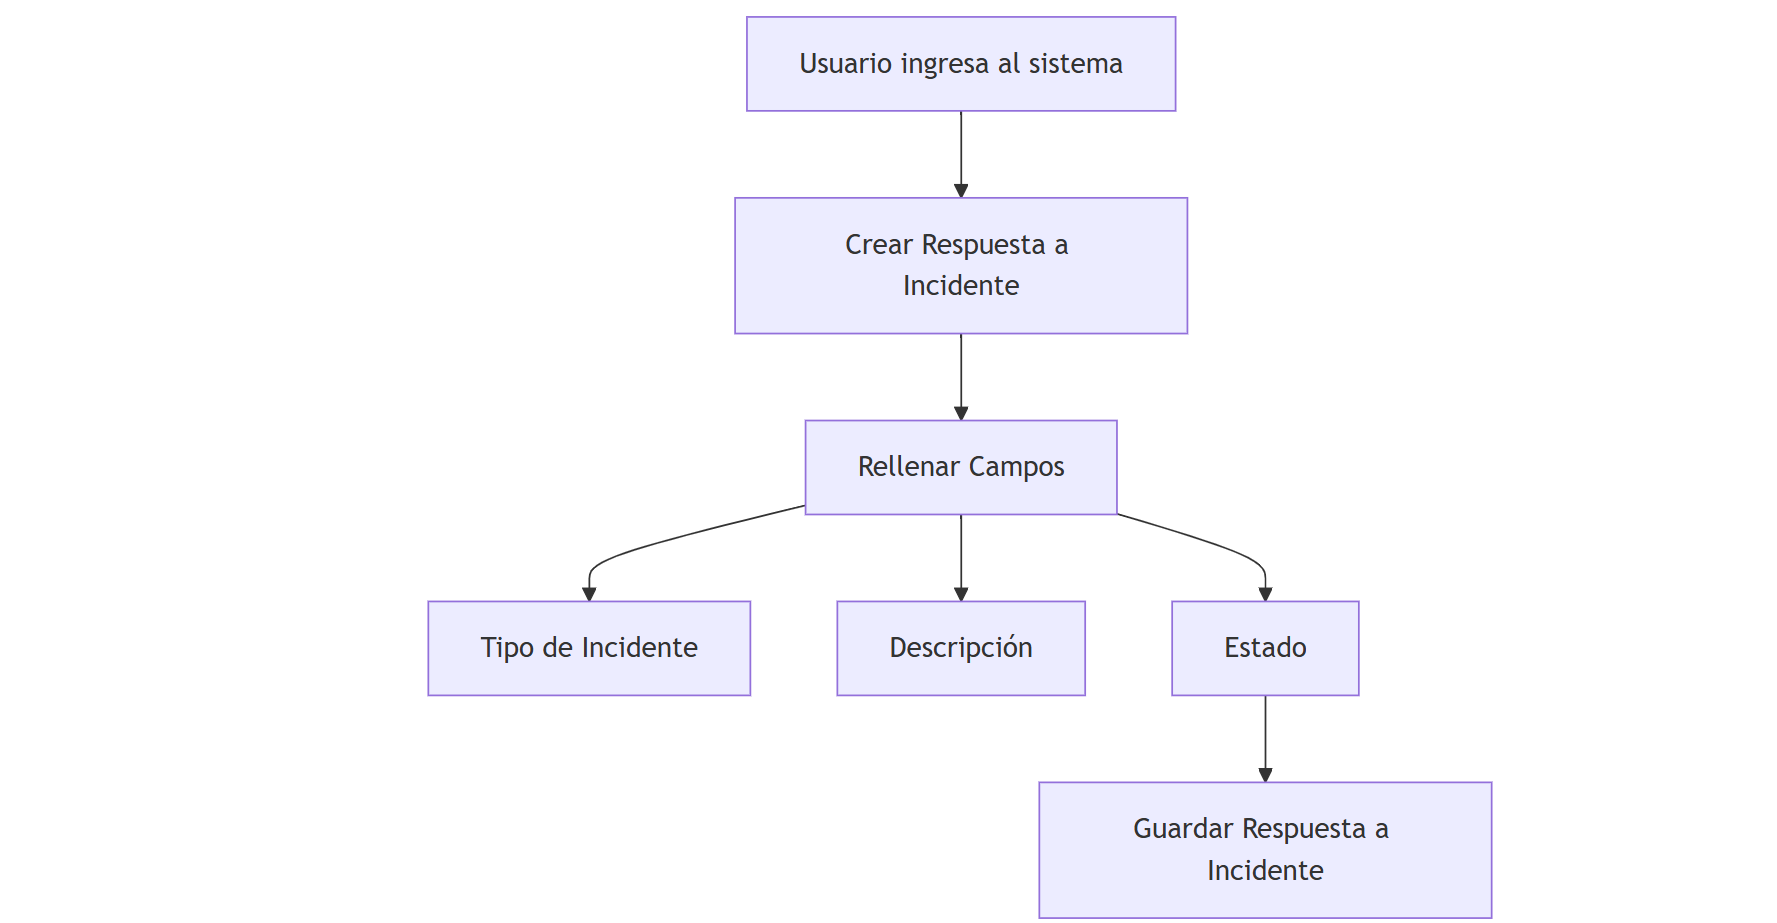 Usuario ingresa al sistema
Crear Respuesta a
Incidente
Rellenar Campos
Tipo de Incidente
Descripción
Estado
Guardar Respuesta a
Incidente